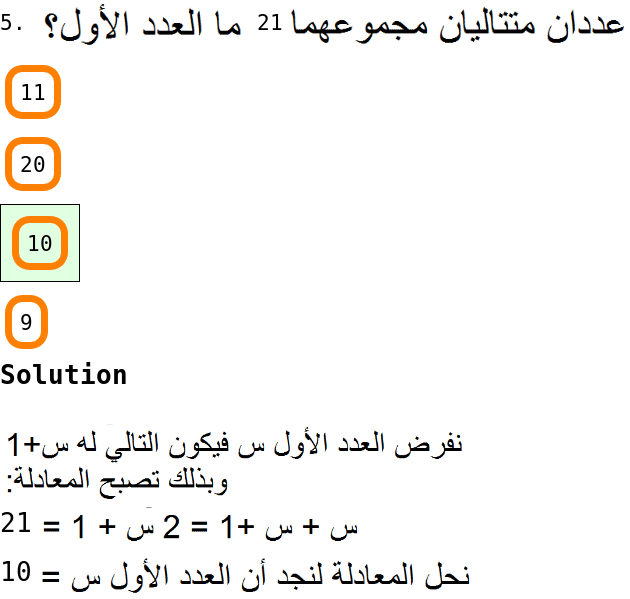 5. عددان متتاليان مجموعهما 21 ما العدد الأول؟
11
20
10
9
Solution
نفرض العدد الأول س فيكون التالي له س+1
وبذلك تصبح المعادلة:
س + س +1 = 2 س + 1 = 21
نحل المعادلة لنجد أن العدد الأول س = 10